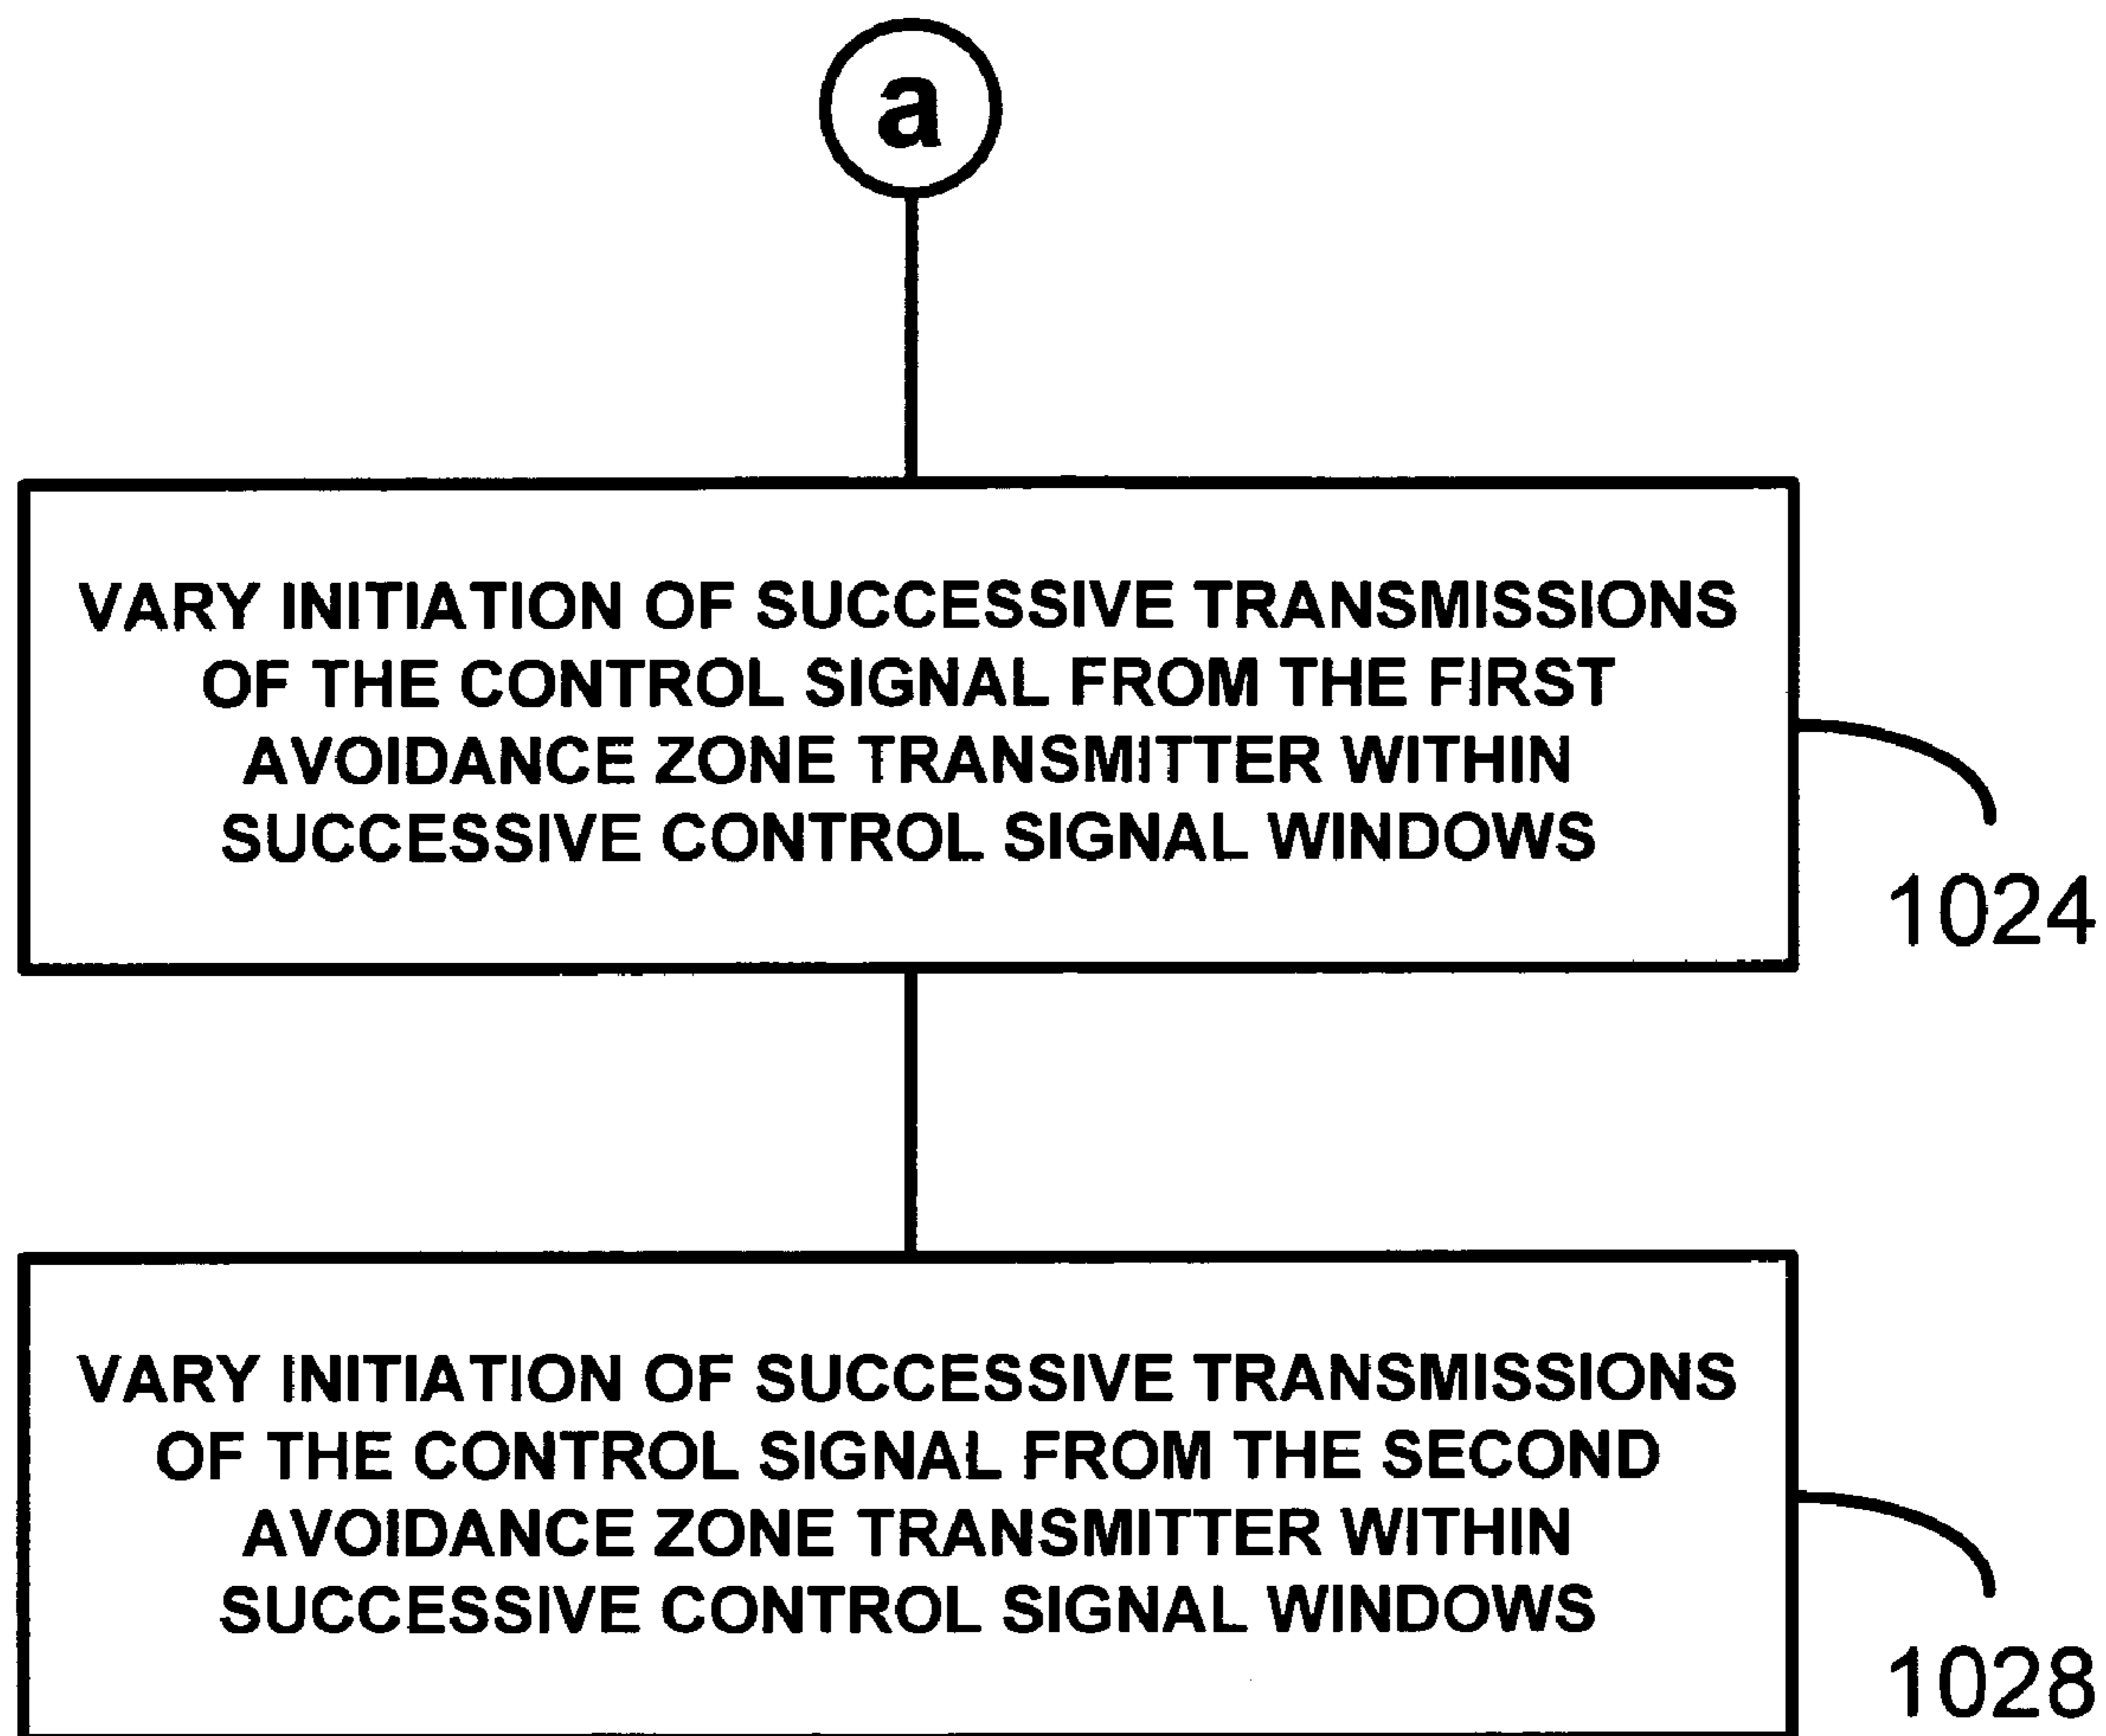 a
VARY INITIATION OF SUCCESSIVE TRANSMISSIONS
OF THE CONTROL SIGNAL FROM THE FIRST
AVOIDANCE ZONE TRANSMITTER WITHIN
SUCCESSIVE CONTROL SIGNAL WINDOWS
1024
VARY INITIATION OF SUCCESSIVE TRANSMISSIONS
OF THE CONTROL SIGNAL FROM THE SECOND
AVOIDANCE ZONE TRANSMITTER WITHIN
SUCCESSIVE CONTROL SIGNAL WINDOWS
1028